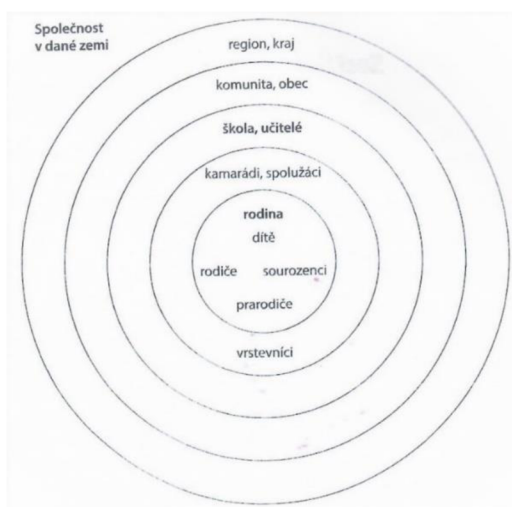 Společnost
v dané zemi
region, kraj
komunita, obec
škola, učitelé
kamarádi, spolužáci
rodina
dítě
rodiče sourozenci
prarodiče
vrstevníci